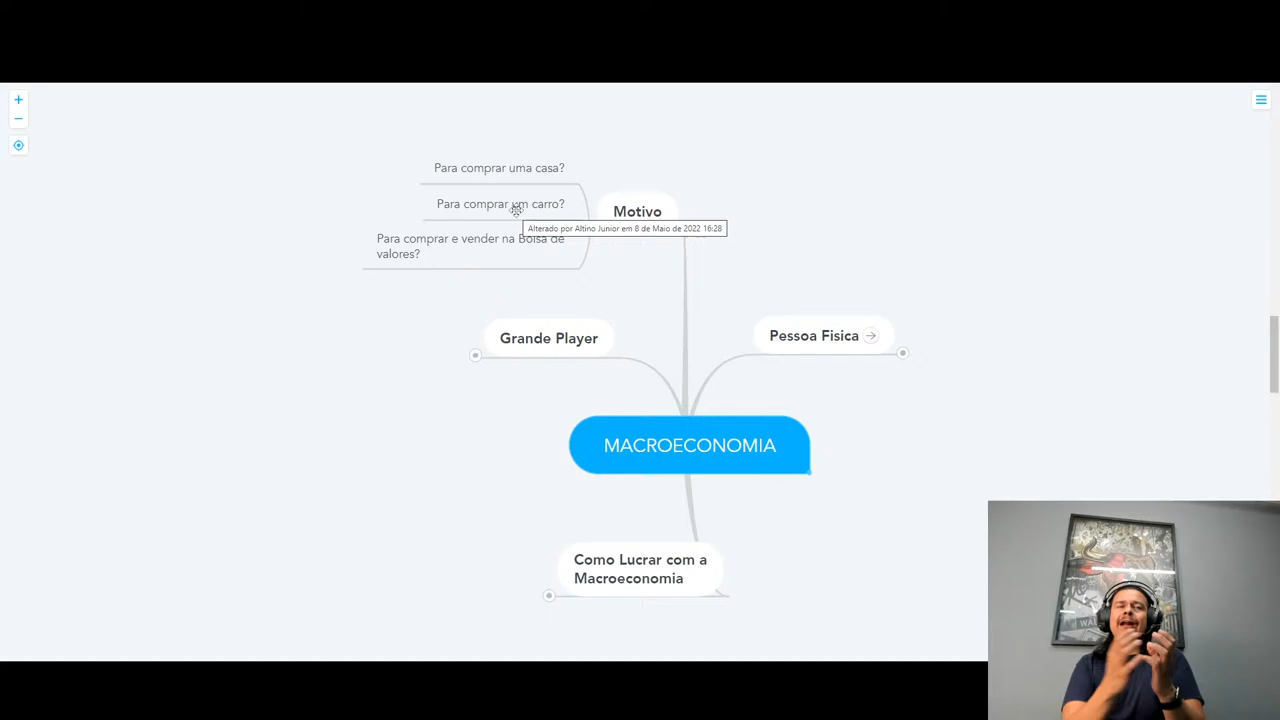 Para comprar uma casa?
Para comprar um carro?
Motivo
Alterado por Altino Junior em 8 de Maio de 2022 16:28
Para comprar e vender na Bolsa de
valores?
Grande Player
Pessoa Fisica
MACROECONOMIA
Como Lucrar com a
Macroeconomia
WALL